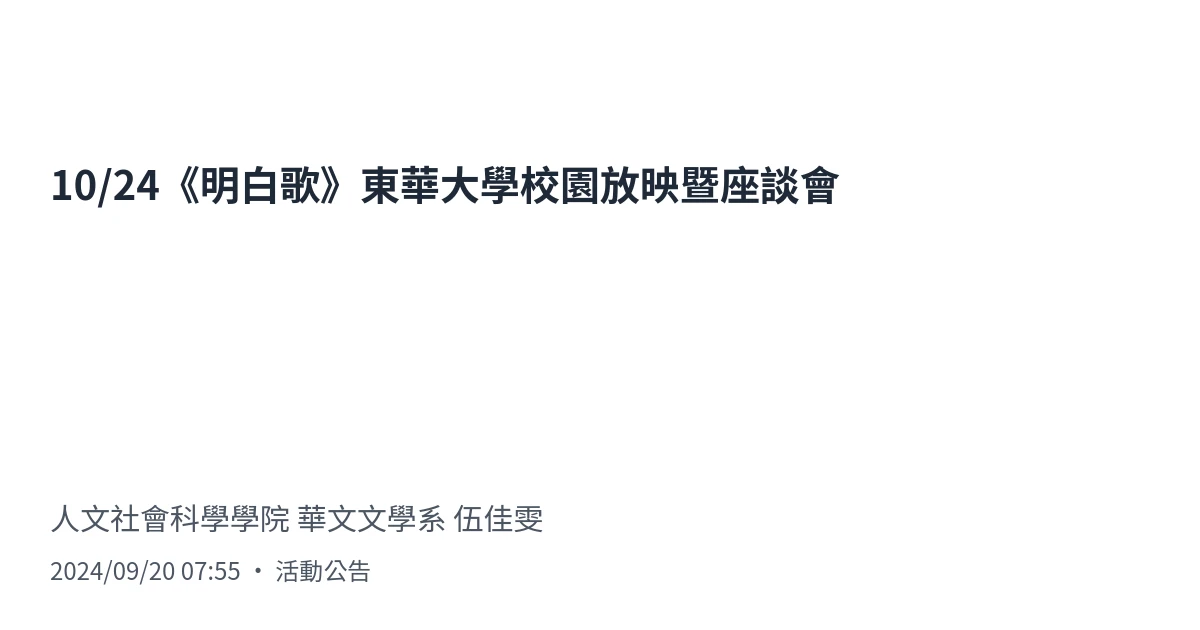 10/24《明白歌》東華大學校園放映暨座談會
人文社會科學學院 華文文學系 伍佳雯
2024/09/20 07:55 • 活動公告